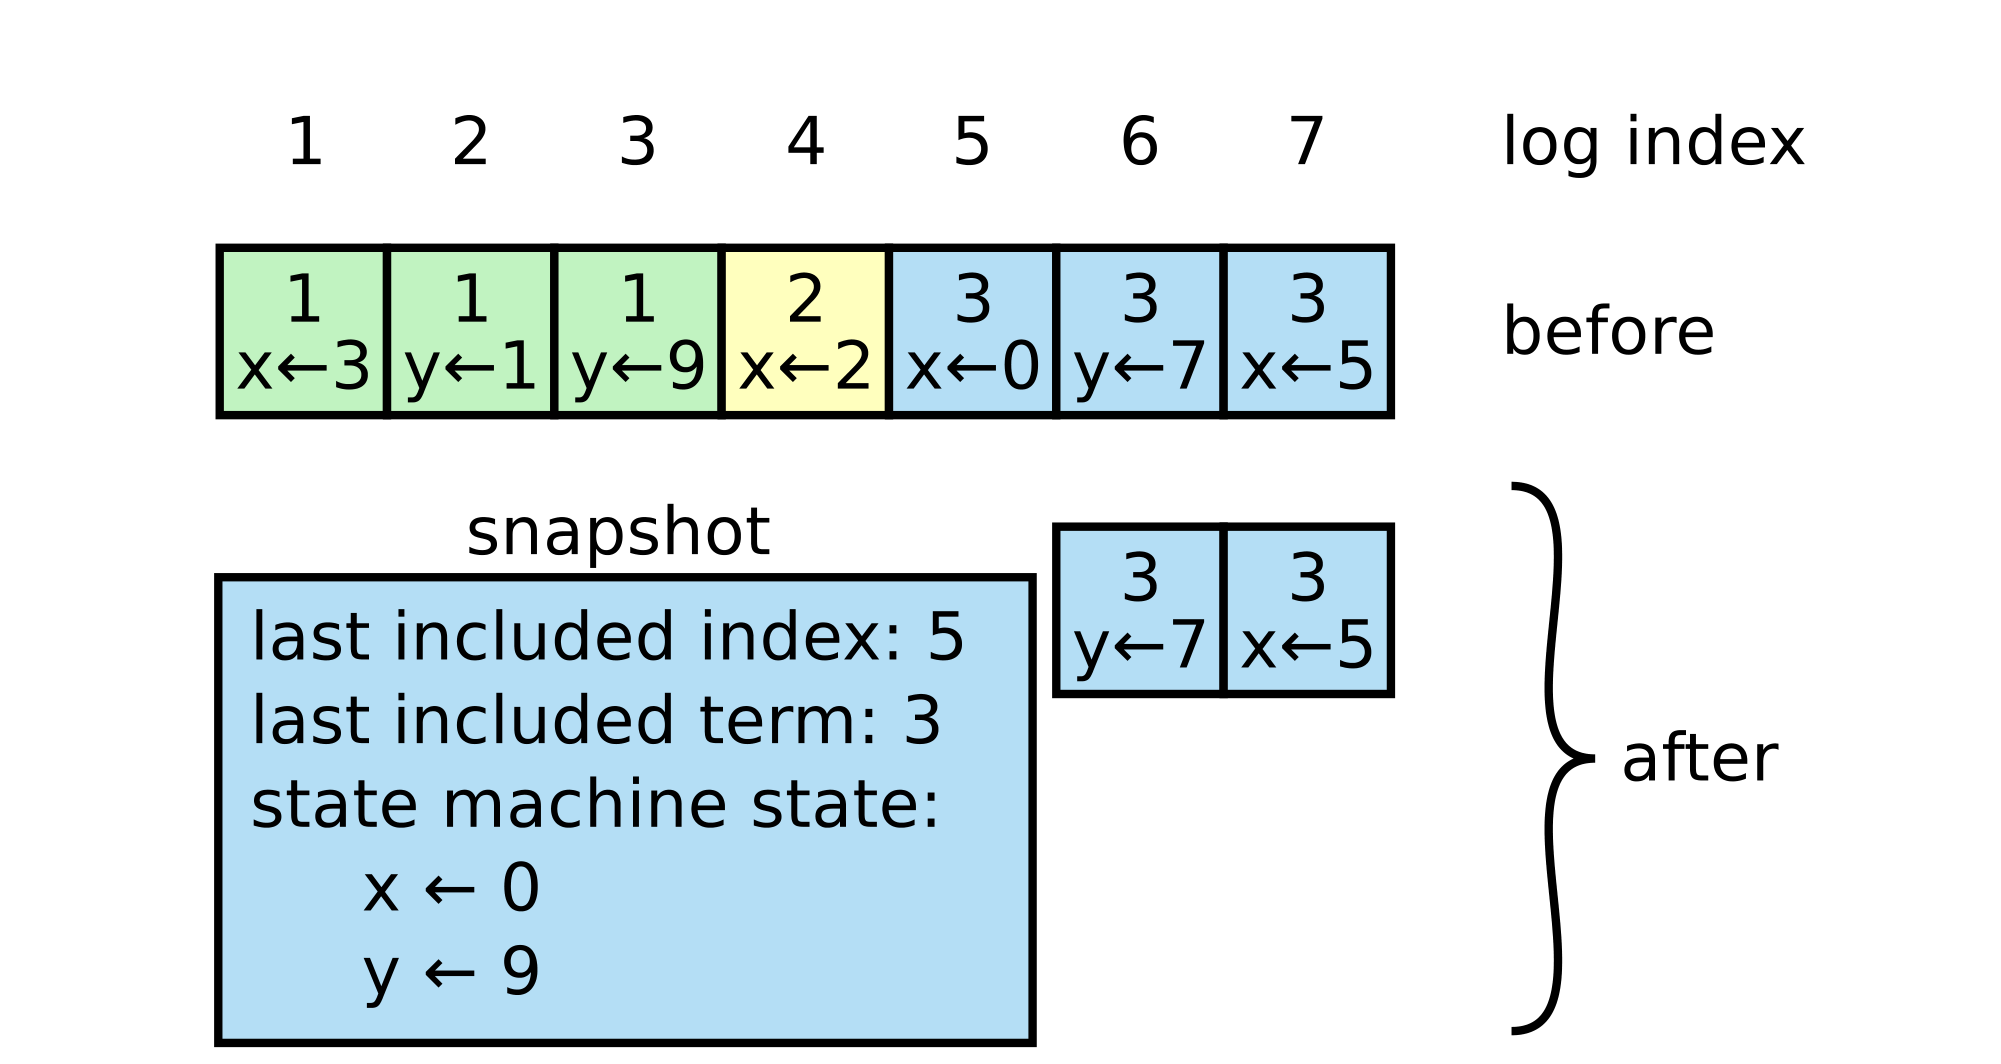 1 2 3 4 5 6 7 log index
1 1 1 2 3 3 3
x←3 y←1 y←9 x←2 x←0 y←7 x←5
before
snapshot
3 3
y←7 x←5
last included index: 5
last included term: 3
state machine state:
x ← 0
y ← 9
after